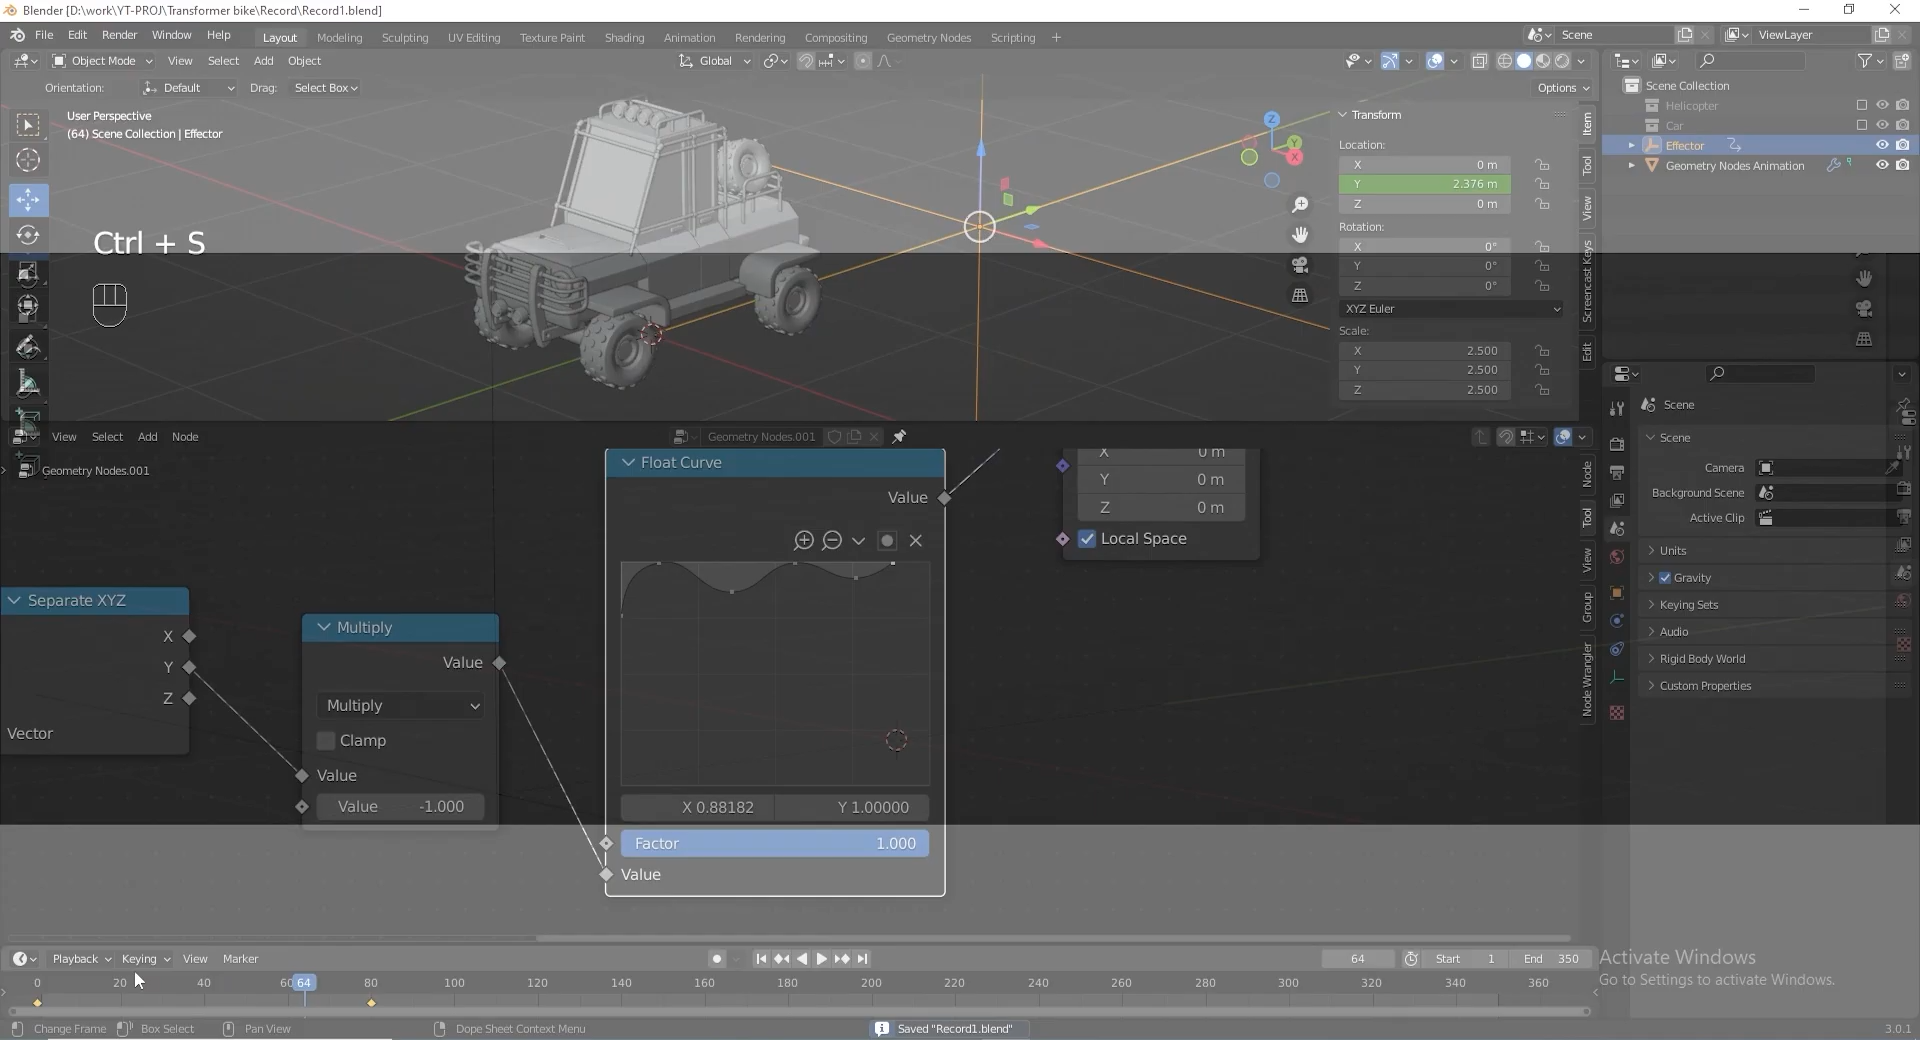 Blender [D:\work\YT-PROJ\Transformer bike\Record\Record1.blend]
File Edit Render Window Help
Layout Modeling Sculpting UV Editing Texture Paint Shading Animation Rendering Compositing Geometry Nodes Scripting +
Scene
ViewLayer
Object Mode View Select Add Object
Global
Orientation: Default Drag: Select Box
Options
User Perspective
(64) Scene Collection | Effector
Ctrl + S
Z
Y
X
Transform
Location:
X 0 m
Y 2.376 m
Z 0 m
Rotation:
X 0°
Y 0°
Z 0°
XYZ Euler
Scale:
X 2.500
Y 2.500
Z 2.500
Item
Tool
View
Screencast Keys
Edit
Scene Collection
Helicopter
Car
Effector
Geometry Nodes Animation
View Select Add Node
Geometry Nodes.001
Geometry Nodes.001
Separate XYZ
X
Y
Z
Vector
Multiply
Value
Multiply
Clamp
Value
Value -1.000
Float Curve
Value
X 0.88182 Y 1.00000
Factor 1.000
Value
X 0 m
Y 0 m
Z 0 m
Local Space
Node
Tool
View
Group
Node Wrangler
Scene
Scene
Camera
Background Scene
Active Clip
Units
Gravity
Keying Sets
Audio
Rigid Body World
Custom Properties
Playback Keying View Marker
64 Start 1 End 350
0 20 40 60 64 80 100 120 140 160 180 200 220 240 260 280 300 320 340 360
Activate Windows
Go to Settings to activate Windows.
Change Frame Box Select Pan View Dope Sheet Context Menu
Saved "Record1.blend"
3.0.1